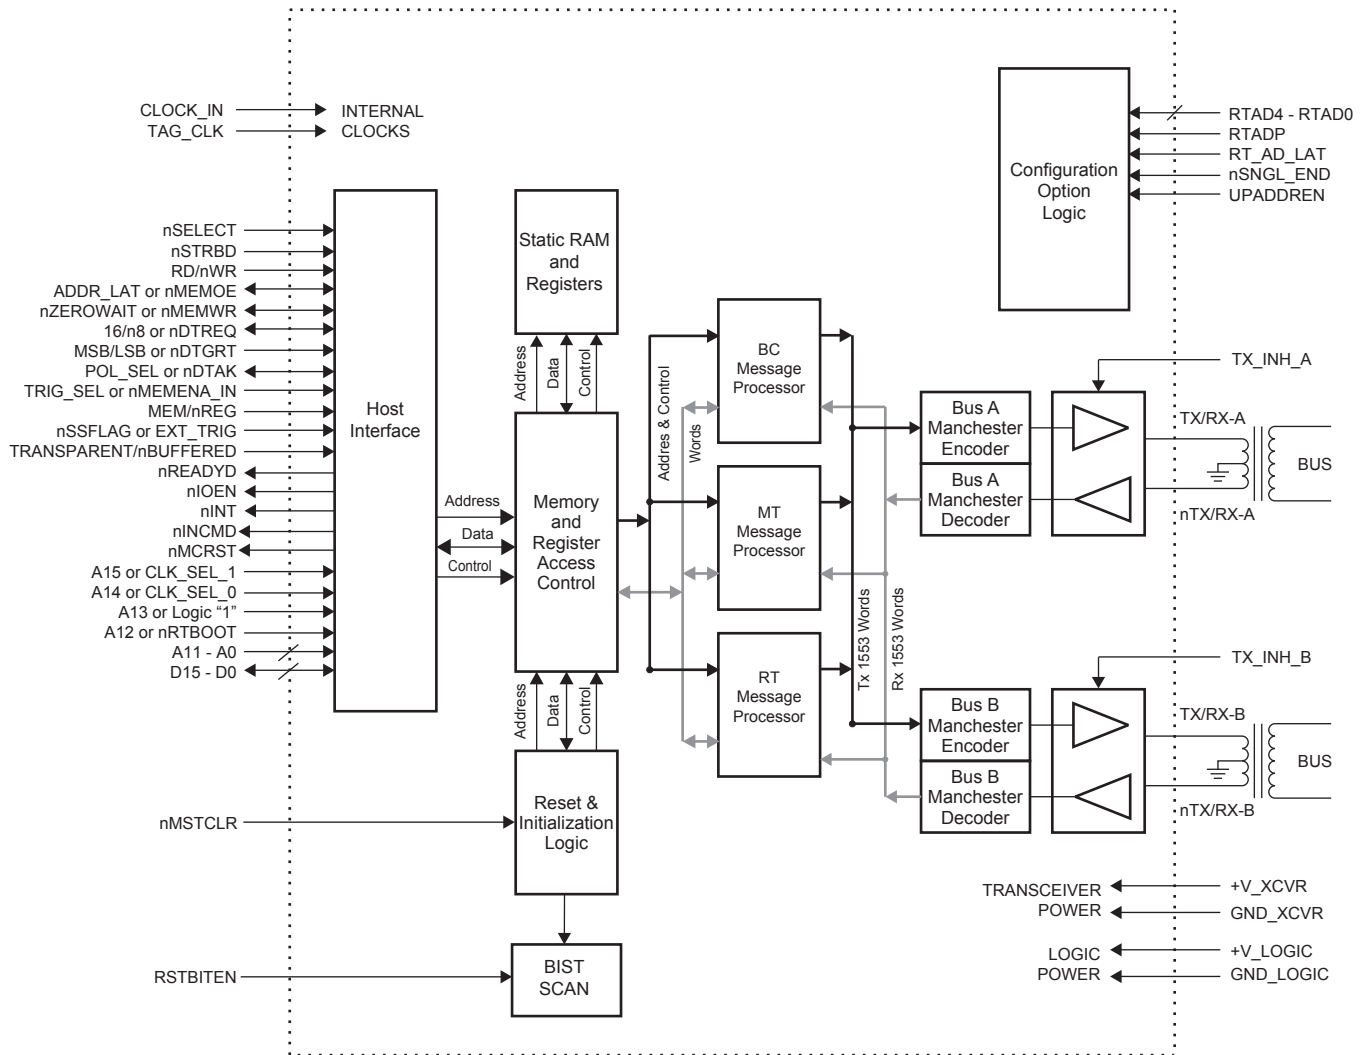 CLOCK_IN
TAG_CLK
INTERNAL
CLOCKS
nSELECT
nSTRBD
RD/nWR
ADDR_LAT or nMEMOE
nZEROWAIT or nMEMWR
16/n8 or nDTREQ
MSB/LSB or nDTGRT
POL_SEL or nDTAK
TRIG_SEL or nMEMENA_IN
MEM/nREG
nSSFLAG or EXT_TRIG
TRANSPARENT/nBUFFERED
nREADYD
nIOEN
nINT
nINCMD
nMCRST
A15 or CLK_SEL_1
A14 or CLK_SEL_0
A13 or Logic “1”
A12 or nRTBOOT
A11 - A0
D15 - D0
nMSTCLR
RSTBITEN
Host
Interface
Address
Data
Control
Static RAM
and
Registers
Address
Data
Control
Memory
and
Register
Access
Control
Address
Data
Control
Reset &
Initialization
Logic
BIST
SCAN
Addres & Control
Words
BC
Message
Processor
MT
Message
Processor
RT
Message
Processor
Tx 1553 Words
Rx 1553 Words
Configuration
Option
Logic
RTAD4 - RTAD0
RTADP
RT_AD_LAT
nSNGL_END
UPADDREN
Bus A
Manchester
Encoder
Bus A
Manchester
Decoder
TX_INH_A
TX/RX-A
nTX/RX-A
BUS
Bus B
Manchester
Encoder
Bus B
Manchester
Decoder
TX_INH_B
TX/RX-B
nTX/RX-B
BUS
TRANSCEIVER
POWER
+V_XCVR
GND_XCVR
LOGIC
POWER
+V_LOGIC
GND_LOGIC